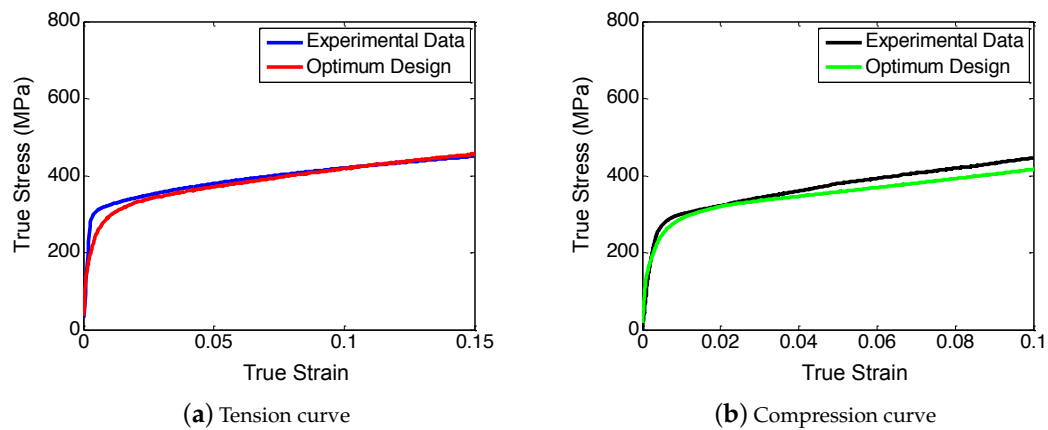 800
600
400
200
0
True Stress (MPa)
Experimental Data
Optimum Design
0
0.05
0.1
0.15
True Strain
(a) Tension curve
800
600
400
200
0
True Stress (MPa)
Experimental Data
Optimum Design
0
0.02
0.04
0.06
0.08
0.1
True Strain
(b) Compression curve